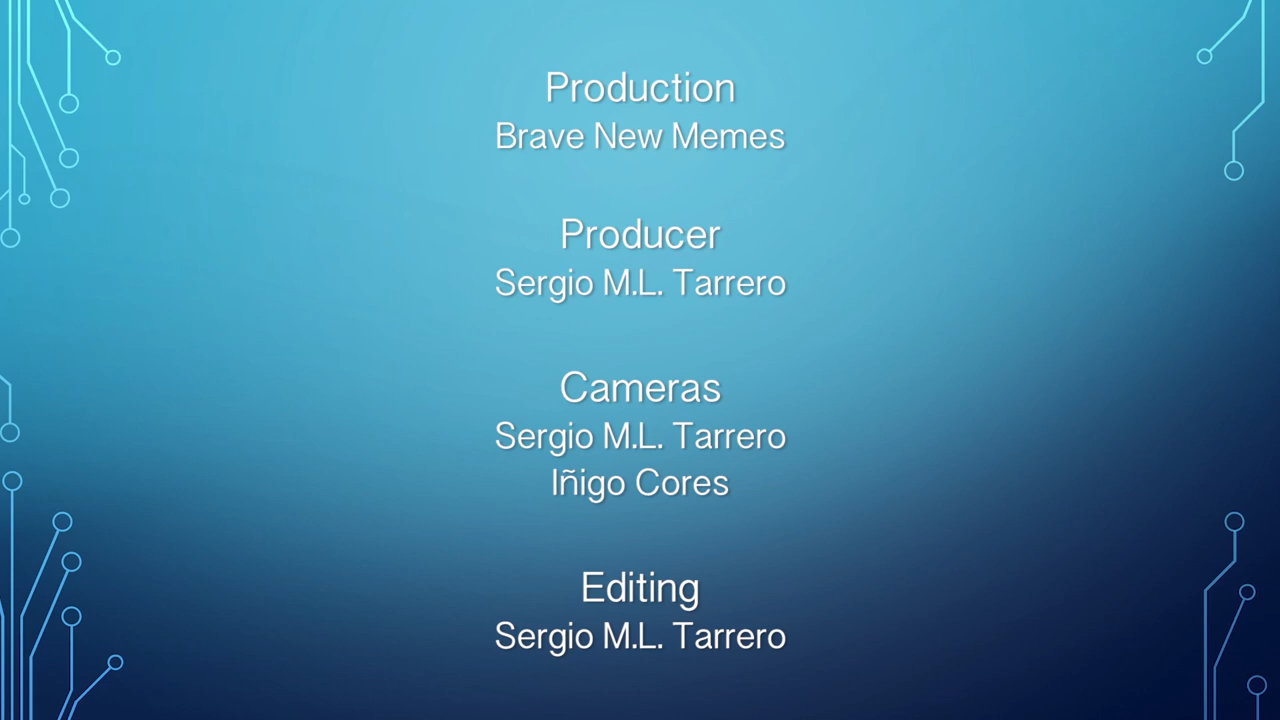 Production
Brave New Memes
Producer
Sergio M.L. Tarrero
Cameras
Sergio M.L. Tarrero
Iñigo Cores
Editing
Sergio M.L. Tarrero